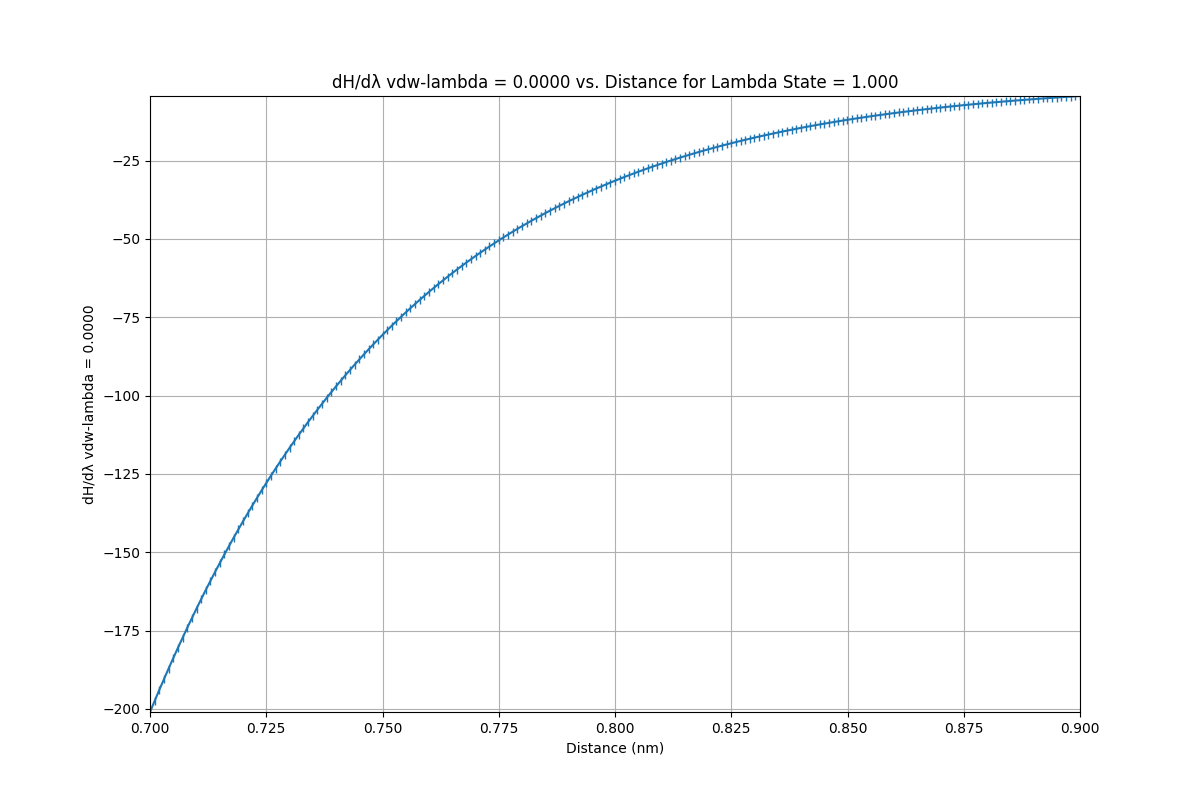 dH/dλ vdw-lambda = 0.0000 vs. Distance for Lambda State = 1.000
dH/dλ vdw-lambda = 0.0000
−25
−50
−75
−100
−125
−150
−175
−200
0.700 0.725 0.750 0.775 0.800 0.825 0.850 0.875 0.900
Distance (nm)